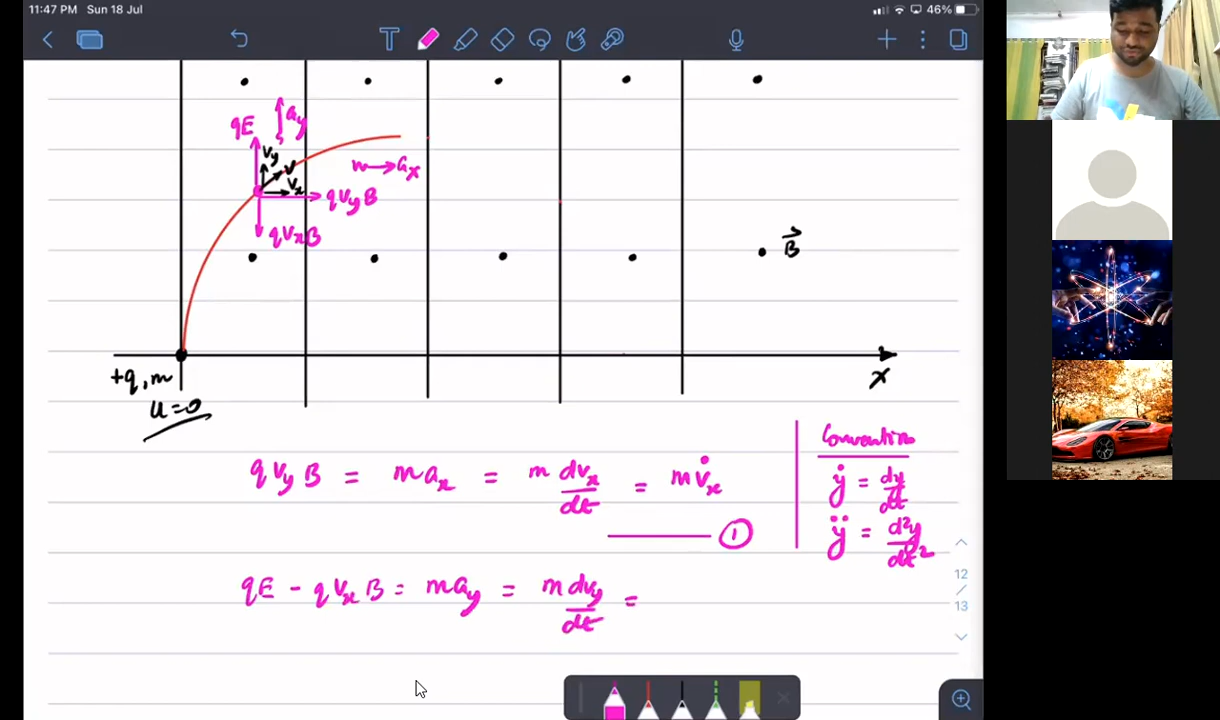 11:47 PM Sun 18 Jul
46%
T
qE
ay
vy
v
vx
qvyB
qvxB
m → ax
B⃗
+q, m
u=0
x
qvyB = max = m dvx/dt = mv̇x
①
Convention
ẏ = dy/dt
ÿ = d²y/dt²
qE - qvxB = may = m dvy/dt =
12
/
13